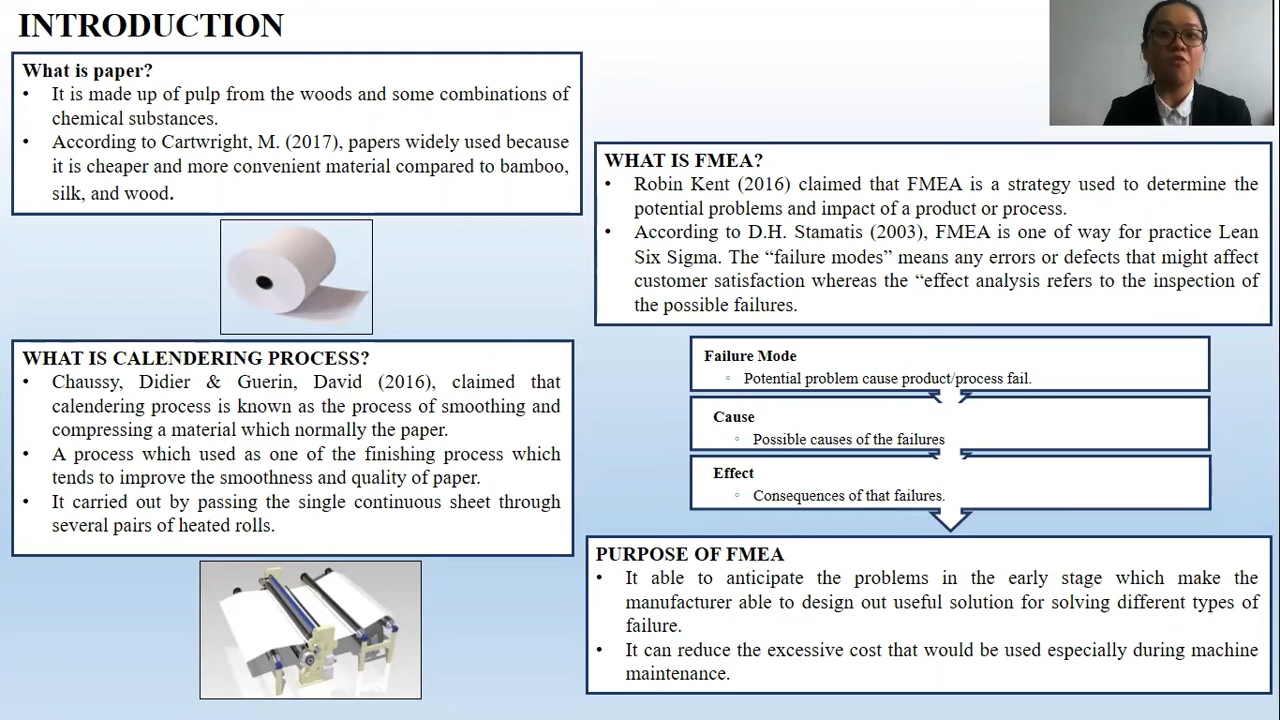 INTRODUCTION
What is paper?
• It is made up of pulp from the woods and some combinations of
chemical substances.
• According to Cartwright, M. (2017), papers widely used because
it is cheaper and more convenient material compared to bamboo,
silk, and wood.
WHAT IS CALENDERING PROCESS?
• Chaussy, Didier & Guerin, David (2016), claimed that
calendering process is known as the process of smoothing and
compressing a material which normally the paper.
• A process which used as one of the finishing process which
tends to improve the smoothness and quality of paper.
• It carried out by passing the single continuous sheet through
several pairs of heated rolls.
WHAT IS FMEA?
• Robin Kent (2016) claimed that FMEA is a strategy used to determine the
potential problems and impact of a product or process.
• According to D.H. Stamatis (2003), FMEA is one of way for practice Lean
Six Sigma. The “failure modes” means any errors or defects that might affect
customer satisfaction whereas the “effect analysis refers to the inspection of
the possible failures.
Failure Mode
◦ Potential problem cause product/process fail.
Cause
◦ Possible causes of the failures
Effect
◦ Consequences of that failures.
PURPOSE OF FMEA
• It able to anticipate the problems in the early stage which make the
manufacturer able to design out useful solution for solving different types of
failure.
• It can reduce the excessive cost that would be used especially during machine
maintenance.